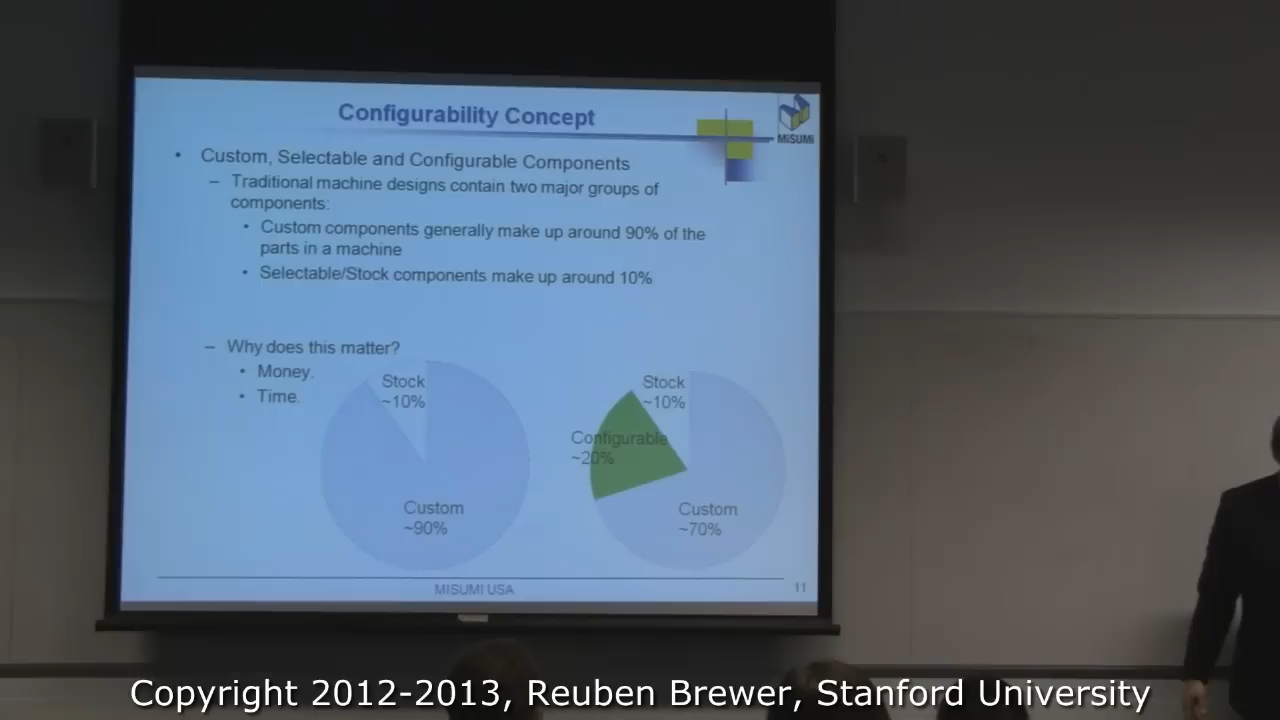 Configurability Concept
MiSUMi
• Custom, Selectable and Configurable Components
– Traditional machine designs contain two major groups of
components:
• Custom components generally make up around 90% of the
parts in a machine
• Selectable/Stock components make up around 10%
– Why does this matter?
• Money.
• Time.
Stock
~10%
Custom
~90%
Stock
~10%
Configurable
~20%
Custom
~70%
MISUMI USA
11
Copyright 2012-2013, Reuben Brewer, Stanford University